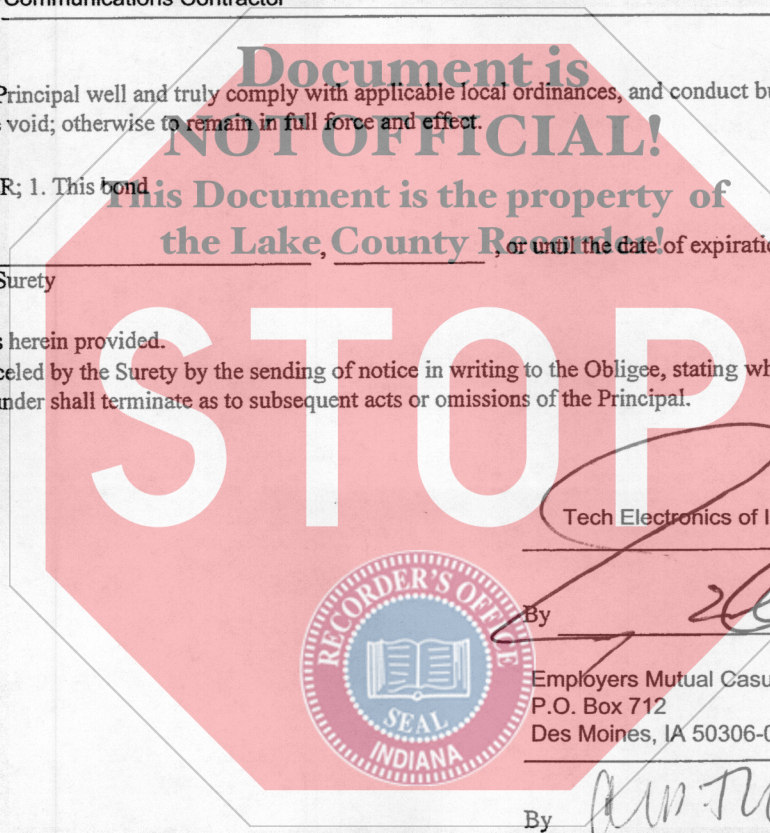 Communications Contractor
Document is
Principal well and truly comply with applicable local ordinances, and conduct bu
void; otherwise to remain in full force and effect.
NOT OFFICIAL!
R; 1. This bond
This Document is the property of
the Lake County Recorder!
, , or until the date of expiratio
Surety
s herein provided.
celed by the Surety by the sending of notice in writing to the Obligee, stating wh
under shall terminate as to subsequent acts or omissions of the Principal.
STOP
Tech Electronics of I
RECORDER'S OFFICE
SEAL
INDIANA
By
Employers Mutual Casu
P.O. Box 712
Des Moines, IA 50306-0
By